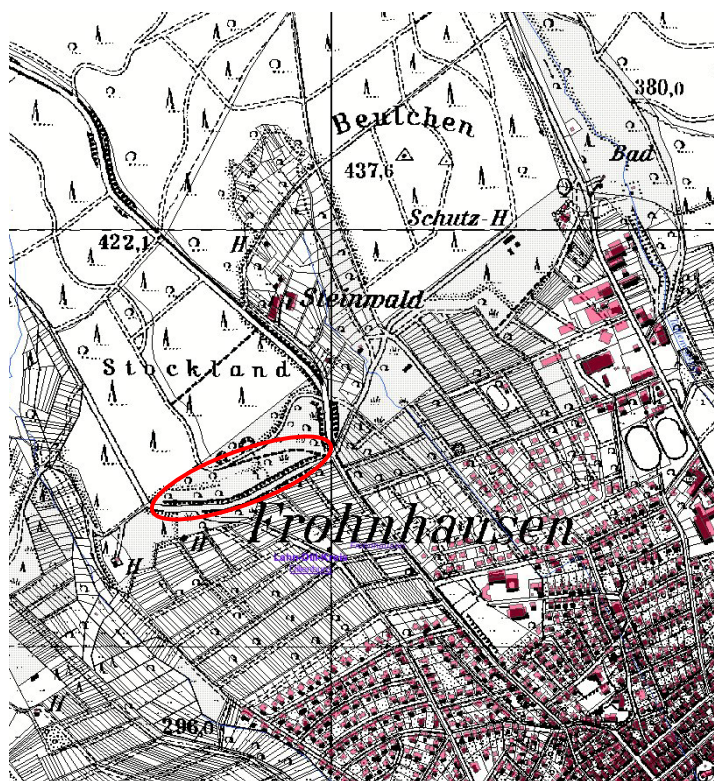 380,0
Beulchen
437,6
Bad
Schutz-H
422,1
H
Steinwald
Stockland
Frohnhausen
H
H
296,0
H